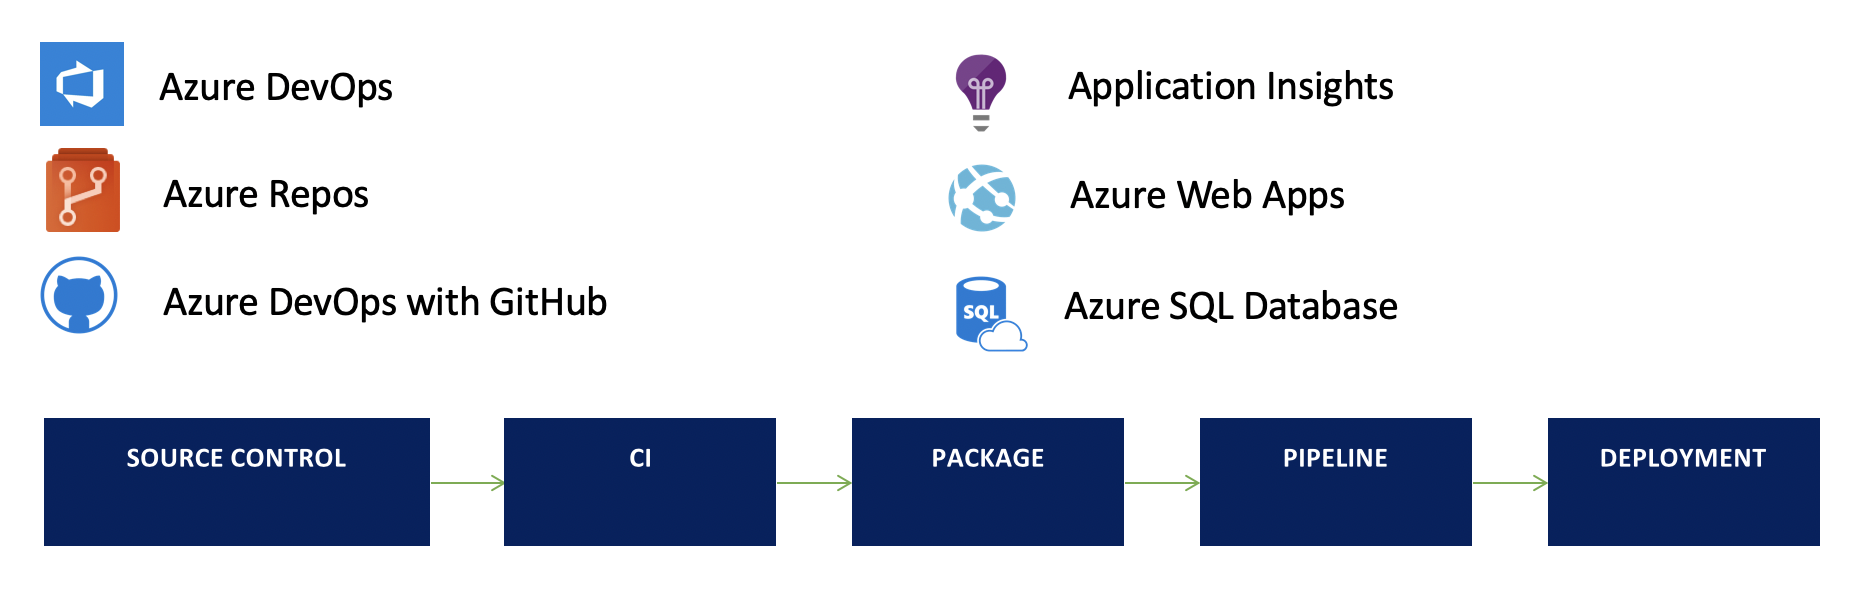 Azure DevOps
Azure Repos
Azure DevOps with GitHub
Application Insights
Azure Web Apps
SQL
Azure SQL Database
SOURCE CONTROL
CI
PACKAGE
PIPELINE
DEPLOYMENT